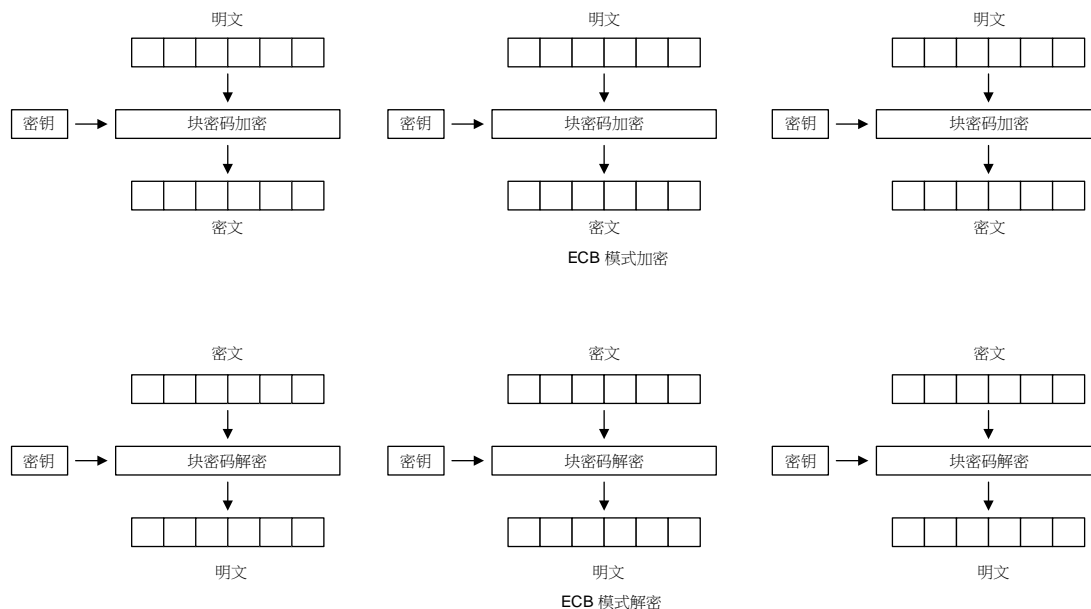 明文 明文 明文
密钥 块密码加密 密钥 块密码加密 密钥 块密码加密
密文 密文 密文
ECB 模式加密
密文 密文 密文
密钥 块密码解密 密钥 块密码解密 密钥 块密码解密
明文 明文 明文
ECB 模式解密